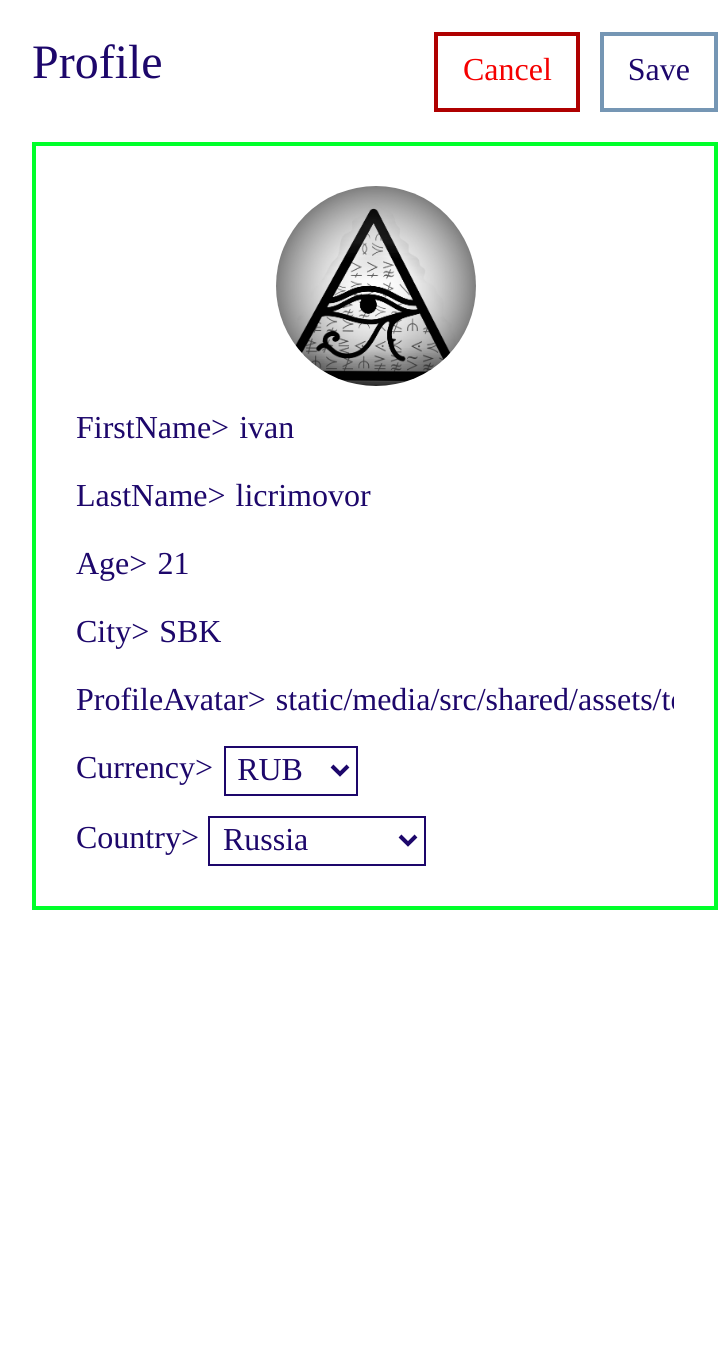 Profile
Cancel
Save
FirstName> ivan
LastName> licrimovor
Age> 21
City> SBK
ProfileAvatar> static/media/src/shared/assets/t
Currency> RUB
Country> Russia